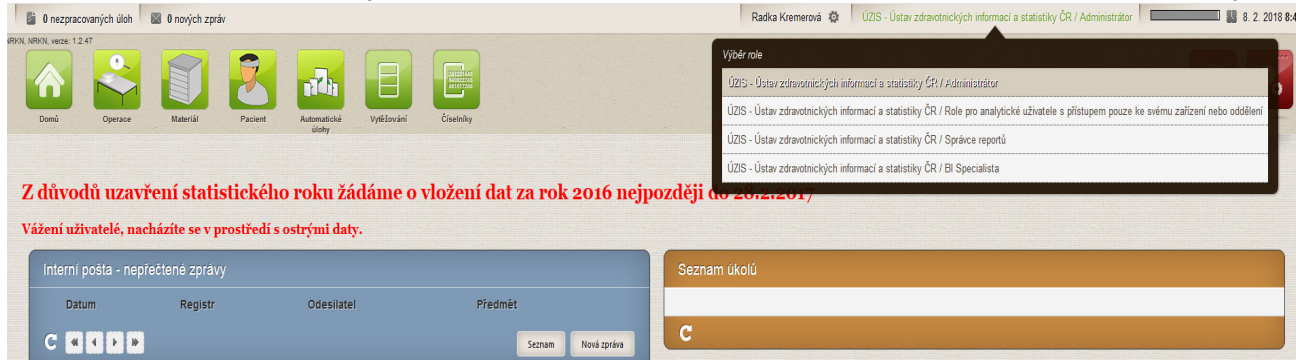 0 nezpracovaných úloh 0 nových zpráv Radka Kremerová ÚZIS - Ústav zdravotnických informací a statistiky ČR / Administrátor 8. 2. 2018 8:4
NRKN, NRKN, verze: 1.2.47
Výběr role
ÚZIS - Ústav zdravotnických informací a statistiky ČR / Administrátor
ÚZIS - Ústav zdravotnických informací a statistiky ČR / Role pro analytické uživatele s přístupem pouze ke svému zařízení nebo oddělení
ÚZIS - Ústav zdravotnických informací a statistiky ČR / Správce reportů
ÚZIS - Ústav zdravotnických informací a statistiky ČR / BI Specialista
Domů Operace Materiál Pacient Automatické úlohy Vytěžování Číselníky
Z důvodů uzavření statistického roku žádáme o vložení dat za rok 2016 nejpozději do 28.2.2017
Vážení uživatelé, nacházíte se v prostředí s ostrými daty.
Interní pošta - nepřečtené zprávy
Datum Registr Odesilatel Předmět
Seznam Nová zpráva
Seznam úkolů